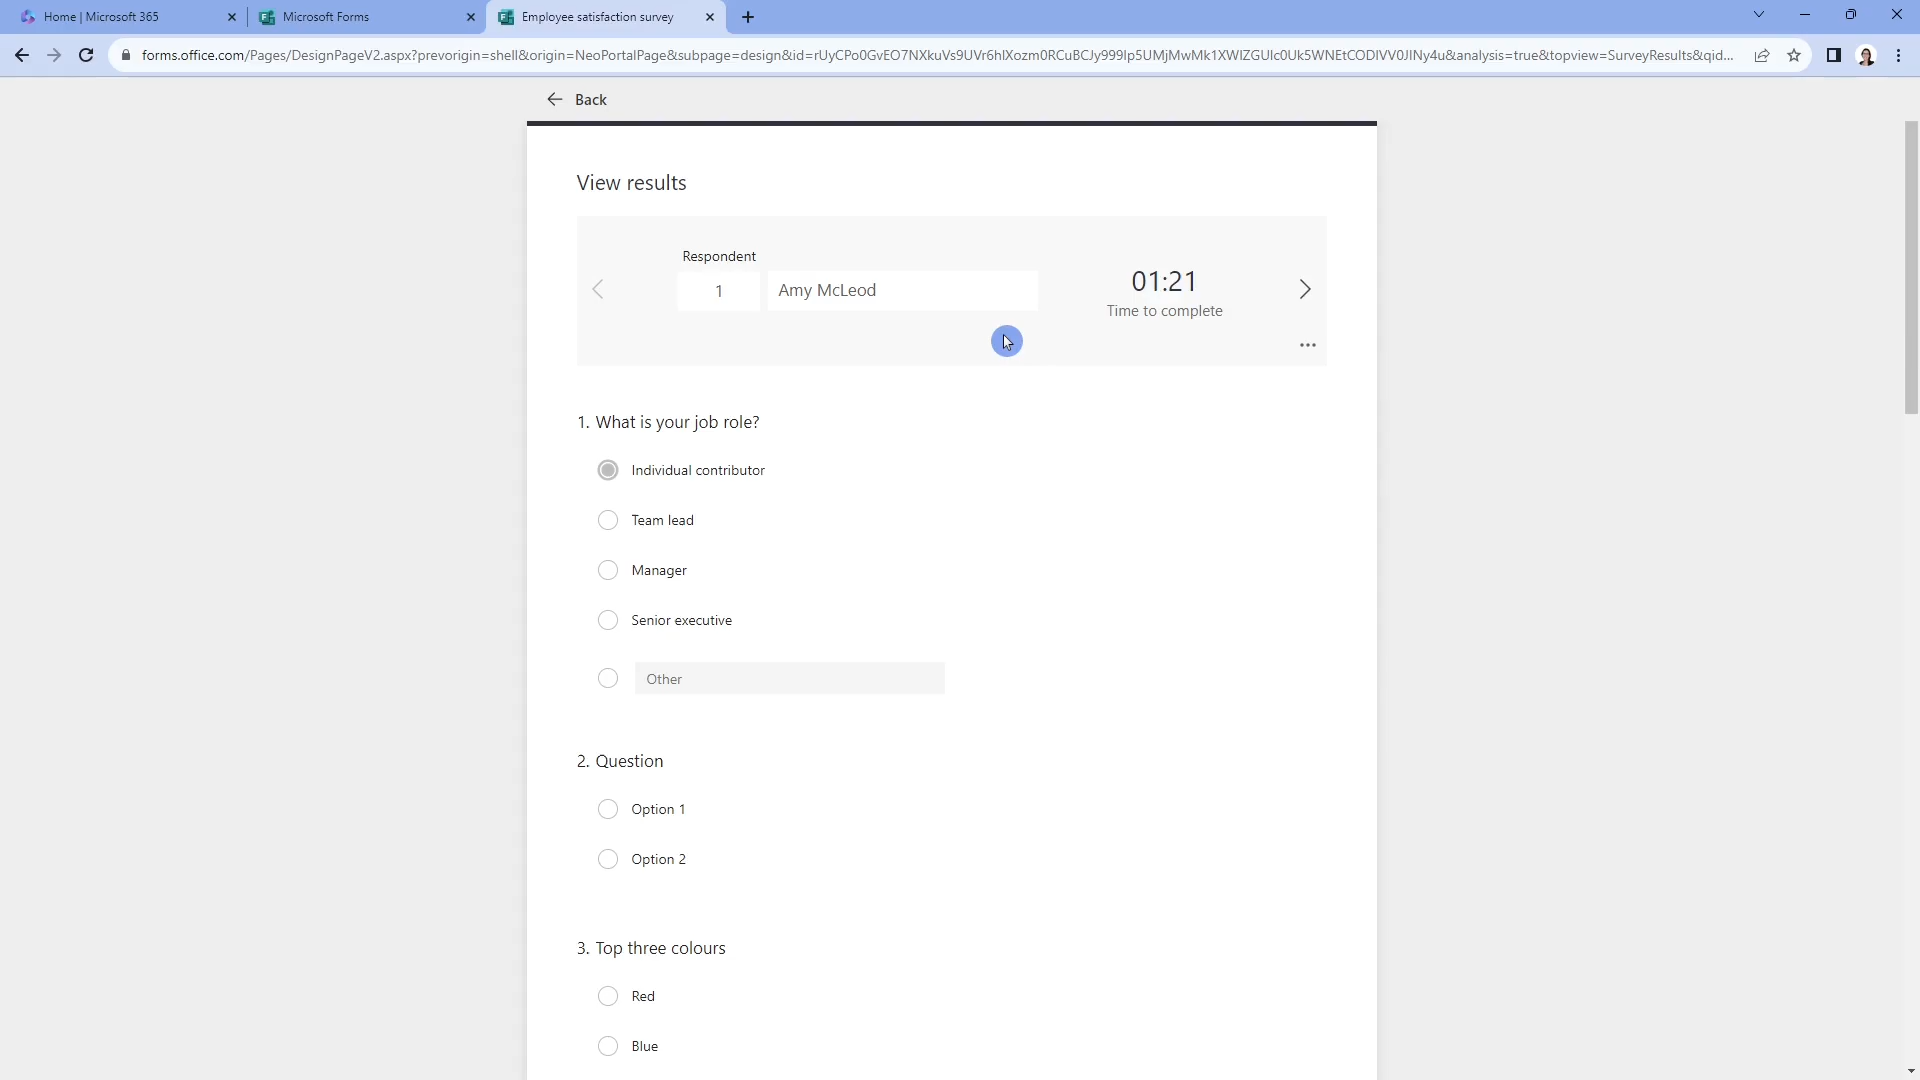 Home | Microsoft 365
Microsoft Forms
Employee satisfaction survey
forms.office.com/Pages/DesignPageV2.aspx?prevorigin=shell&origin=NeoPortalPage&subpage=design&id=rUyCPo0GvEO7NXkuVs9UVr6hlXozm0RCuBCJy999lp5UMjMwMk1XWlZGUlc0Uk5WNEtCODlVV0JINy4u&analysis=true&topview=SurveyResults&qid...
Back
View results
Respondent
1
Amy McLeod
01:21
Time to complete
1. What is your job role?
Individual contributor
Team lead
Manager
Senior executive
Other
2. Question
Option 1
Option 2
3. Top three colours
Red
Blue